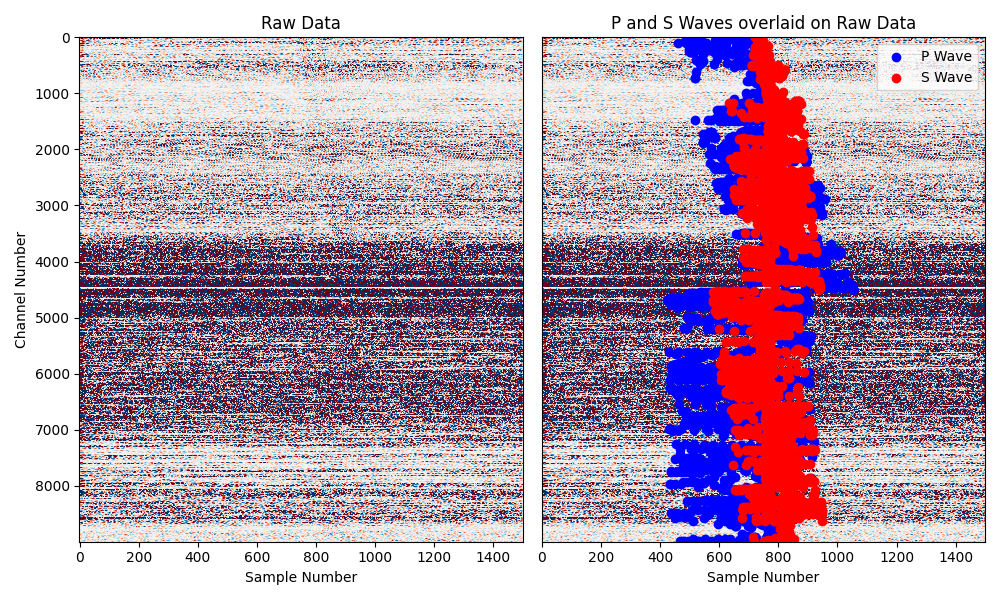 Raw Data
P and S Waves overlaid on Raw Data
P Wave
S Wave
Channel Number
0
1000
2000
3000
4000
5000
6000
7000
8000
0 200 400 600 800 1000 1200 1400
0 200 400 600 800 1000 1200 1400
Sample Number
Sample Number